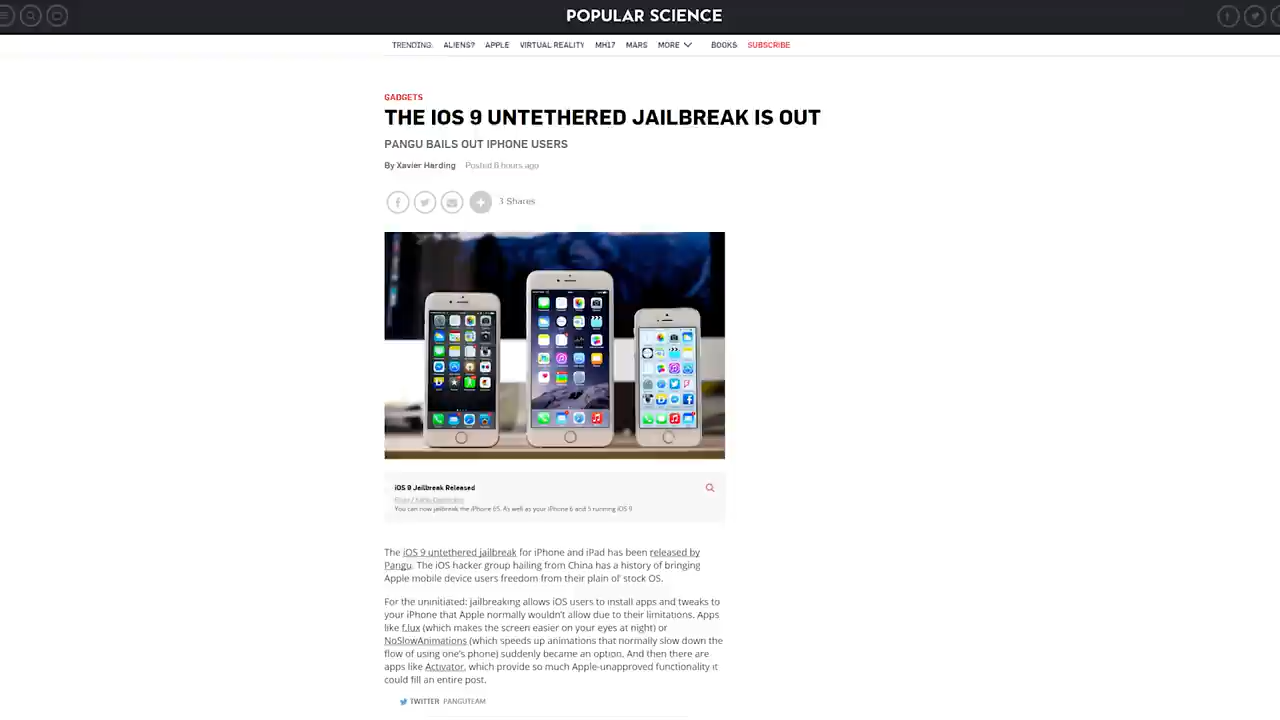 POPULAR SCIENCE
TRENDING: ALIENS? APPLE VIRTUAL REALITY MH17 MARS MORE BOOKS SUBSCRIBE
GADGETS
THE IOS 9 UNTETHERED JAILBREAK IS OUT
PANGU BAILS OUT IPHONE USERS
By Xavier Harding Posted 6 hours ago
3 Shares
iOS 9 Jailbreak Released
You can now jailbreak the iPhone 6S. As well as your iPhone 6 and 5 running iOS 9
The iOS 9 untethered jailbreak for iPhone and iPad has been released by
Pangu. The iOS hacker group hailing from China has a history of bringing
Apple mobile device users freedom from their plain ol' stock OS.
For the uninitiated: jailbreaking allows iOS users to install apps and tweaks to
your iPhone that Apple normally wouldn't allow due to their limitations. Apps
like f.lux (which makes the screen easier on your eyes at night) or
NoSlowAnimations (which speeds up animations that normally slow down the
flow of using one's phone) suddenly became an option. And then there are
apps like Activator, which provide so much Apple-unapproved functionality it
could fill an entire post.
TWITTER PANGUTEAM